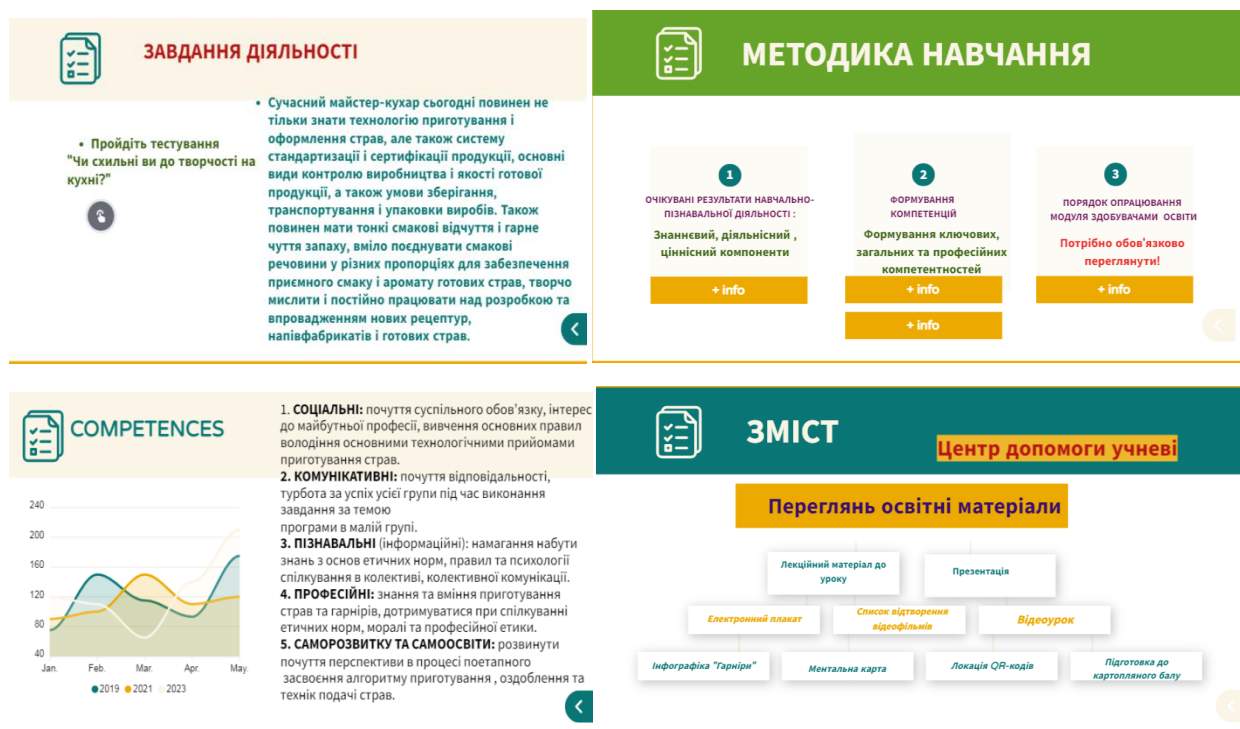 ЗАВДАННЯ ДІЯЛЬНОСТІ
• Пройдіть тестування
"Чи схильні ви до творчості на
кухні?"
• Сучасний майстер-кухар сьогодні повинен не
тільки знати технологію приготування і
оформлення страв, але також систему
стандартизації і сертифікації продукції, основні
види контролю виробництва і якості готової
продукції, а також умови зберігання,
транспортування і упаковки виробів. Також
повинен мати тонкі смакові відчуття і гарне
чуття запаху, вміло поєднувати смакові
речовини у різних пропорціях для забезпечення
приємного смаку і аромату готових страв, творчо
мислити і постійно працювати над розробкою та
впровадженням нових рецептур,
напівфабрикатів і готових страв.
МЕТОДИКА НАВЧАННЯ
1
ОЧІКУВАНІ РЕЗУЛЬТАТИ НАВЧАЛЬНО-
ПІЗНАВАЛЬНОЇ ДІЯЛЬНОСТІ :
Знаннєвий, діяльнісний ,
ціннісний компоненти
+ info
2
ФОРМУВАННЯ
КОМПЕТЕНЦІЙ
Формування ключових,
загальних та професійних
компетентностей
+ info
+ info
3
ПОРЯДОК ОПРАЦЮВАННЯ
МОДУЛЯ ЗДОБУВАЧАМИ ОСВІТИ
Потрібно обов'язково
переглянути!
+ info
COMPETENCES
240
200
160
120
80
40
Jan. Feb. Mar. Apr. May.
2019 2021 2023
1. СОЦІАЛЬНІ: почуття суспільного обов’язку, інтерес
до майбутньої професії, вивчення основних правил
володіння основними технологічними прийомами
приготування страв.
2. КОМУНІКАТИВНІ: почуття відповідальності,
турбота за успіх усієї групи під час виконання
завдання за темою
програми в малій групі.
3. ПІЗНАВАЛЬНІ (інформаційні): намагання набути
знань з основ етичних норм, правил та психології
спілкування в колективі, колективної комунікації.
4. ПРОФЕСІЙНІ: знання та вміння приготування
страв та гарнірів, дотримуватися при спілкуванні
етичних норм, моралі та професійної етики.
5. САМОРОЗВИТКУ ТА САМООСВІТИ: розвинути
почуття перспективи в процесі поетапного
засвоєння алгоритму приготування , оздоблення та
технік подачі страв.
ЗМІСТ
Центр допомоги учневі
Переглянь освітні матеріали
Лекційний матеріал до
уроку
Презентація
Електронний плакат
Список відтворення
відеофільмів
Відеоурок
Інфографіка "Гарніри"
Ментальна карта
Локація QR-кодів
Підготовка до
картопляного балу